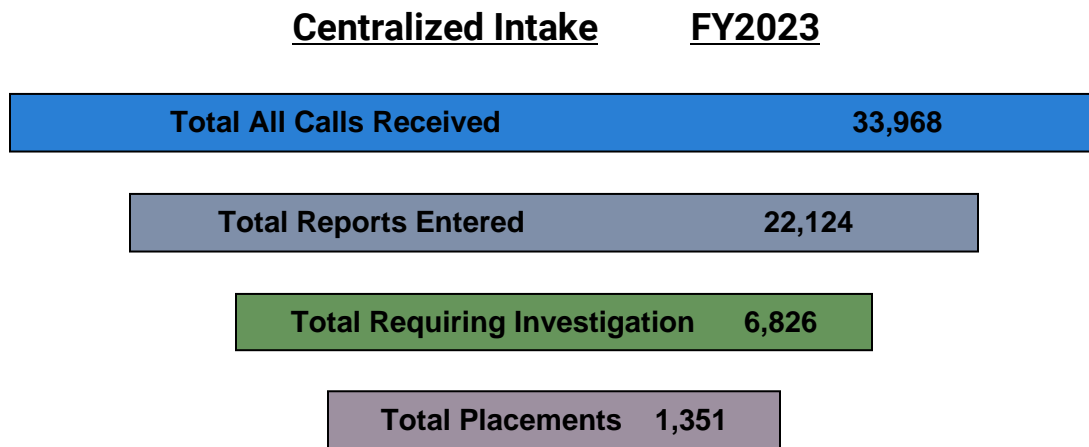 Centralized Intake FY2023
Total All Calls Received 33,968
Total Reports Entered 22,124
Total Requiring Investigation 6,826
Total Placements 1,351